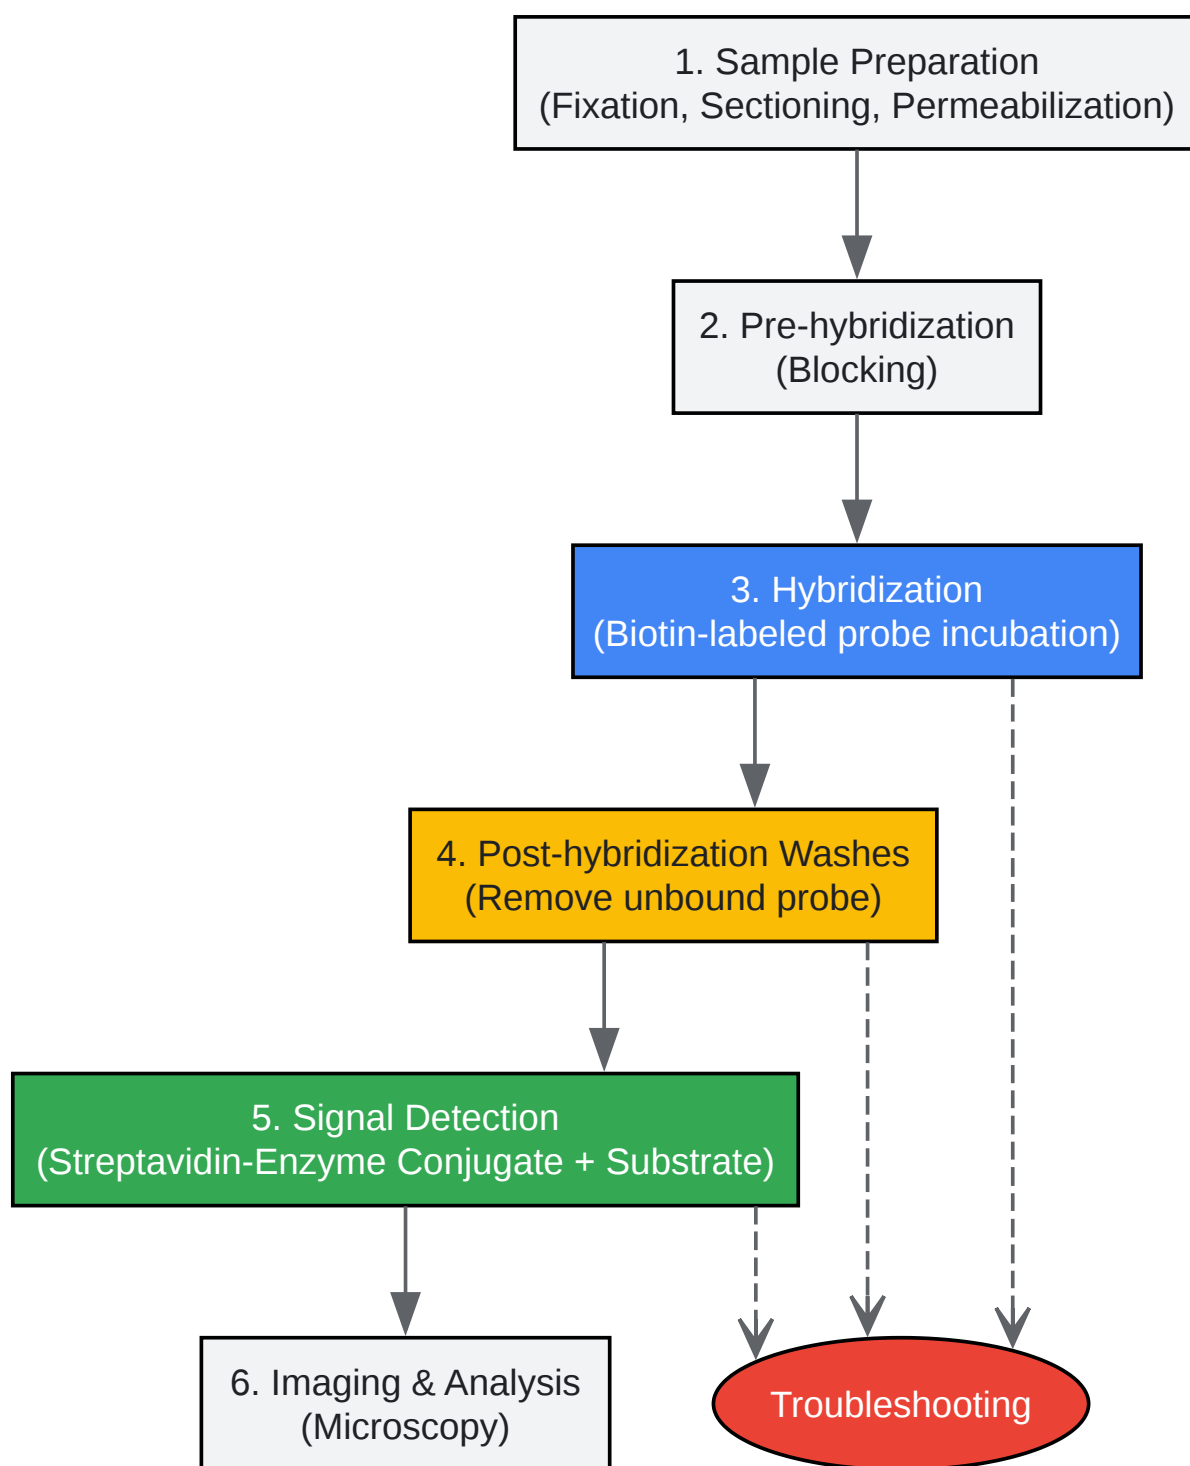 1. Sample Preparation
(Fixation, Sectioning, Permeabilization)
2. Pre-hybridization
(Blocking)
3. Hybridization
(Biotin-labeled probe incubation)
4. Post-hybridization Washes
(Remove unbound probe)
5. Signal Detection
(Streptavidin-Enzyme Conjugate + Substrate)
6. Imaging & Analysis
(Microscopy)
Troubleshooting